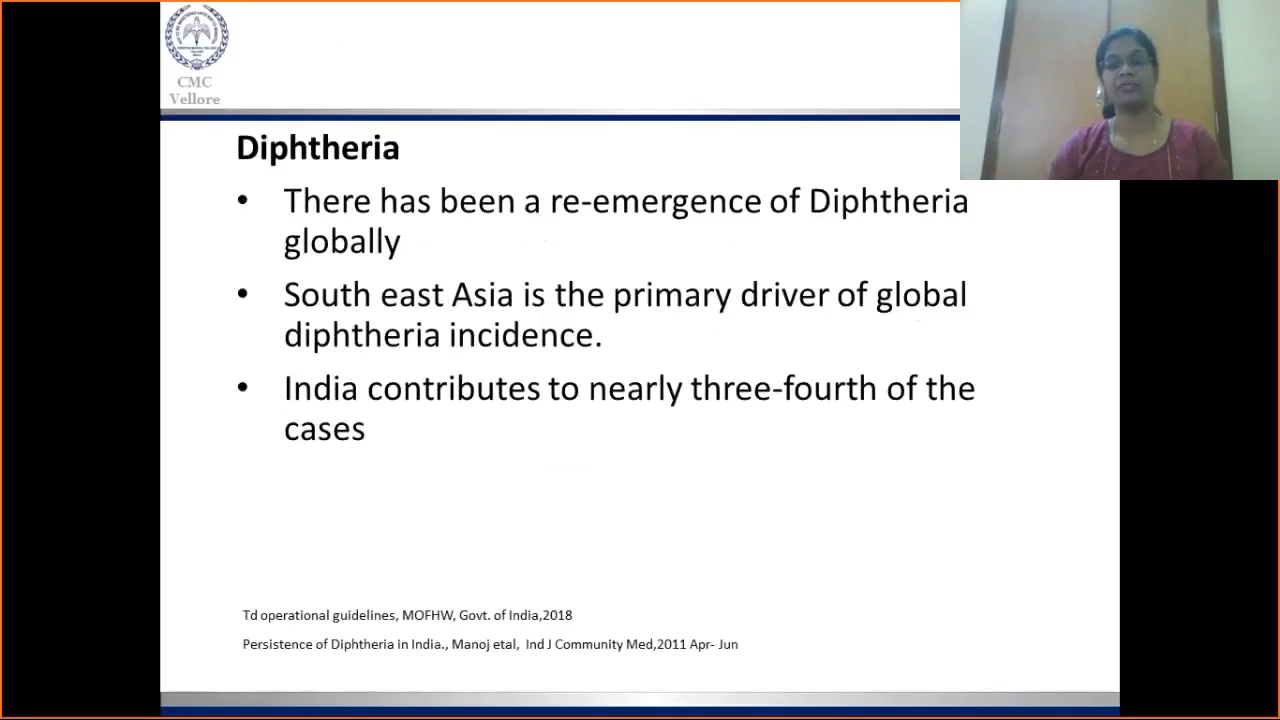 CMC
Vellore
Diphtheria
• There has been a re-emergence of Diphtheria
globally
• South east Asia is the primary driver of global
diphtheria incidence.
• India contributes to nearly three-fourth of the
cases
Td operational guidelines, MOFHW, Govt. of India,2018
Persistence of Diphtheria in India., Manoj etal, Ind J Community Med,2011 Apr- Jun